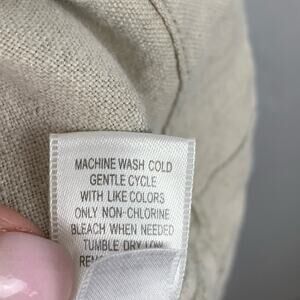 MACHINE WASH COLD
GENTLE CYCLE
WITH LIKE COLORS
ONLY NON-CHLORINE
BLEACH WHEN NEEDED
TUMBLE DRY LOW